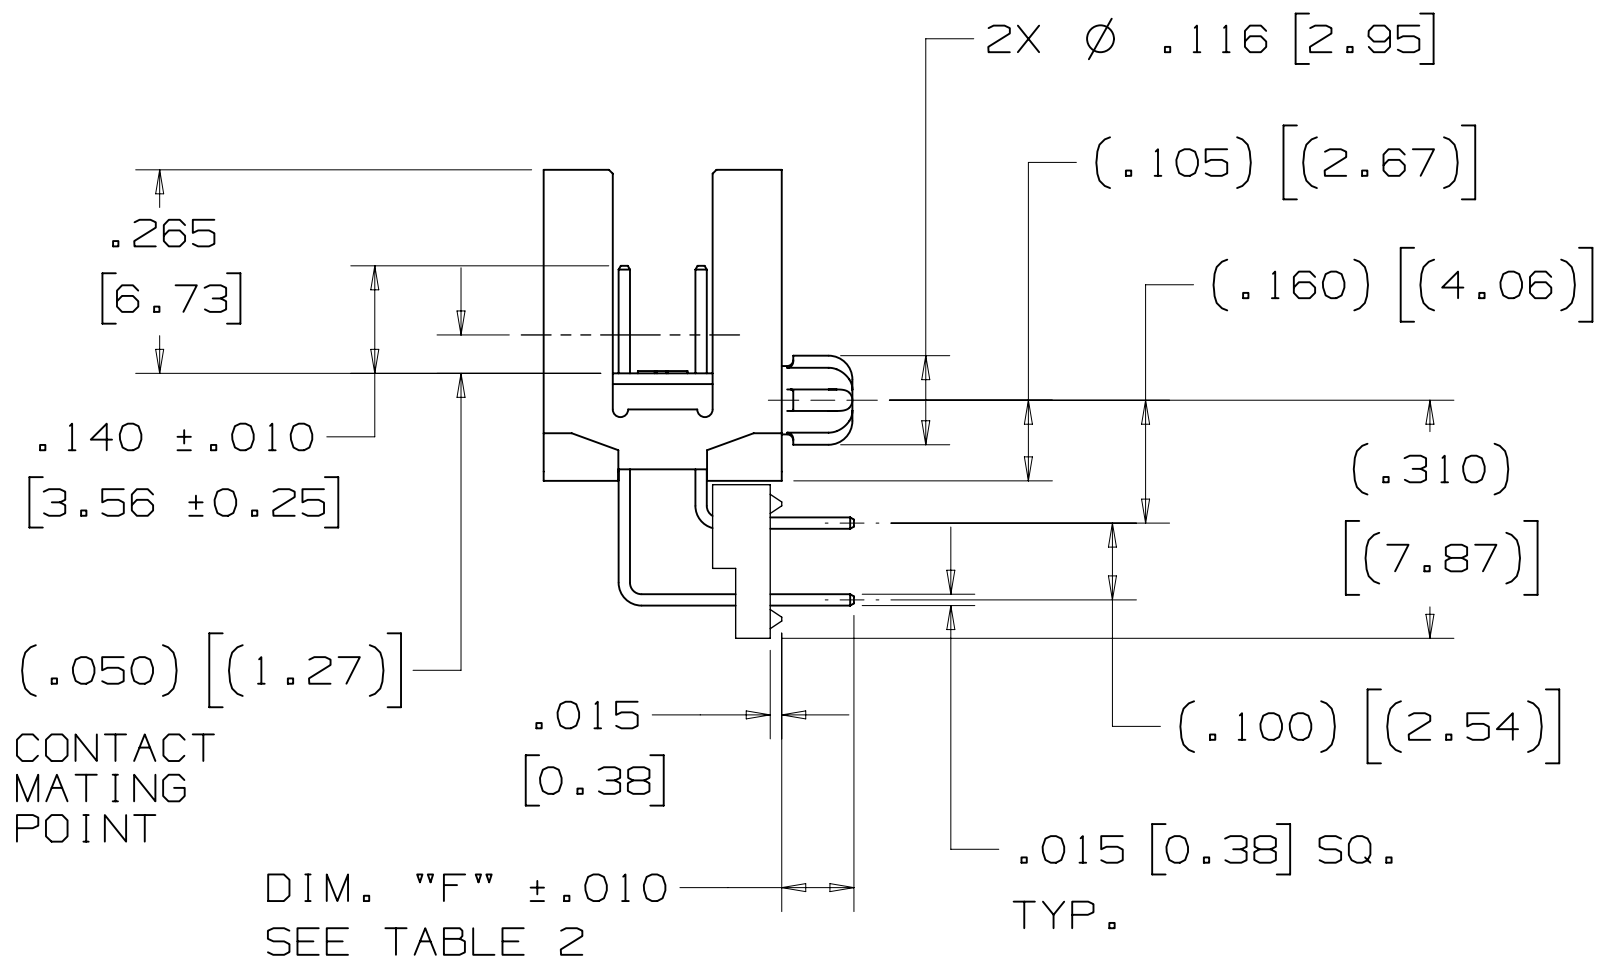 2X Ø .116 [2.95]
(.105) [(2.67)]
.265
[6.73]
(.160) [(4.06)]
.140 ±.010
[3.56 ±0.25]
(.310)
[(7.87)]
(.050) [(1.27)]
CONTACT
MATING
POINT
.015
[0.38]
(.100) [(2.54)]
.015 [0.38] SQ.
TYP.
DIM. "F" ±.010
SEE TABLE 2